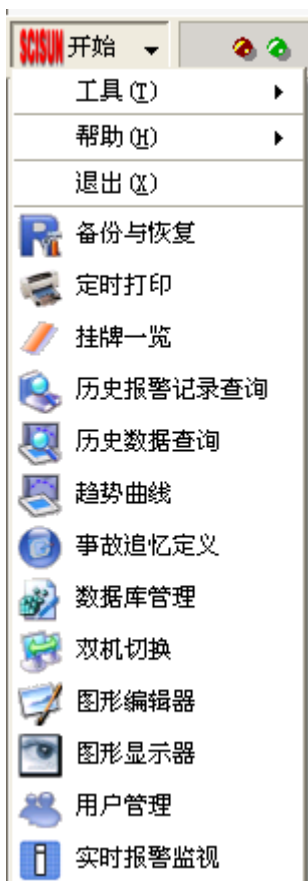 SCISUN 开始
工具(T)
帮助(H)
退出(X)
备份与恢复
定时打印
挂牌一览
历史报警记录查询
历史数据查询
趋势曲线
事故追忆定义
数据库管理
双机切换
图形编辑器
图形显示器
用户管理
实时报警监视